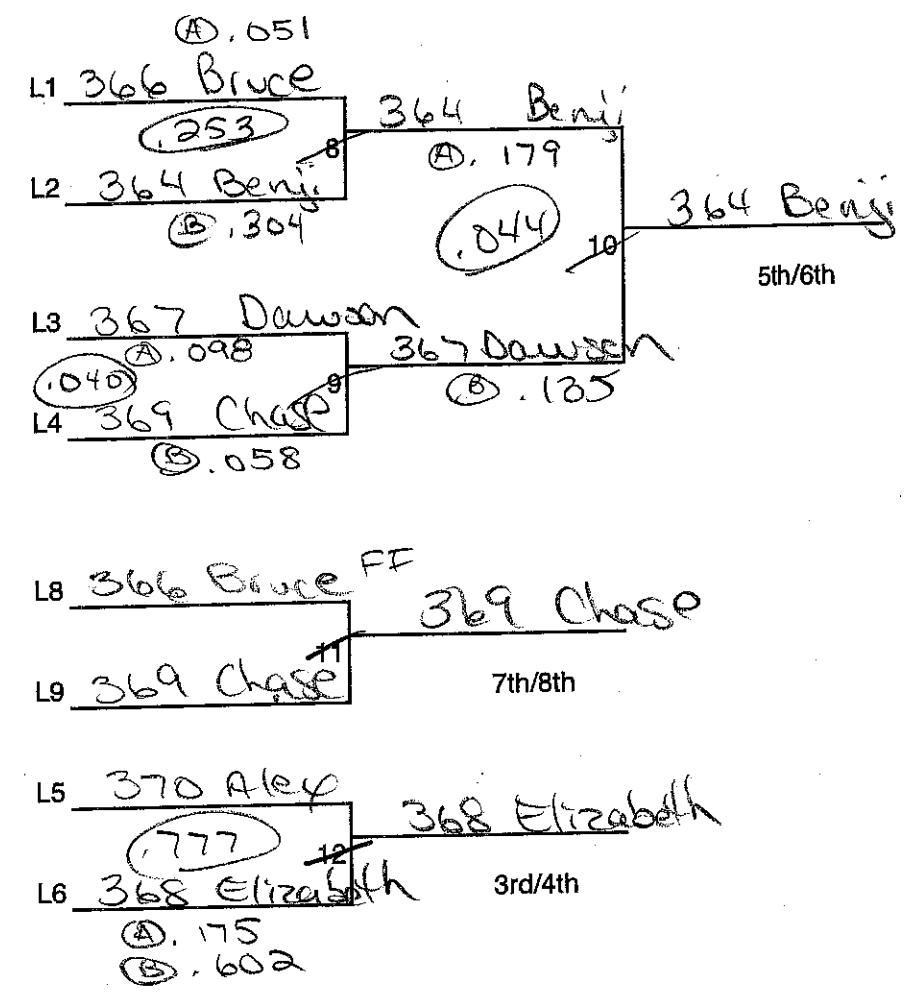 Ⓐ .051
L1 366 Bruce
.253
8
364 Benji
L2 364 Benji
Ⓑ .304
Ⓐ .179
.044
10
364 Benji
5th/6th
L3 367 Dawson
Ⓐ .098
.040
9
367 Dawson
L4 369 Chase
Ⓑ .058
Ⓑ .135
L8 366 Bruce FF
11
369 Chase
L9 369 Chase
7th/8th
L5 370 Alex
.777
12
368 Elizabeth
L6 368 Elizabeth
3rd/4th
Ⓐ .175
Ⓑ .602